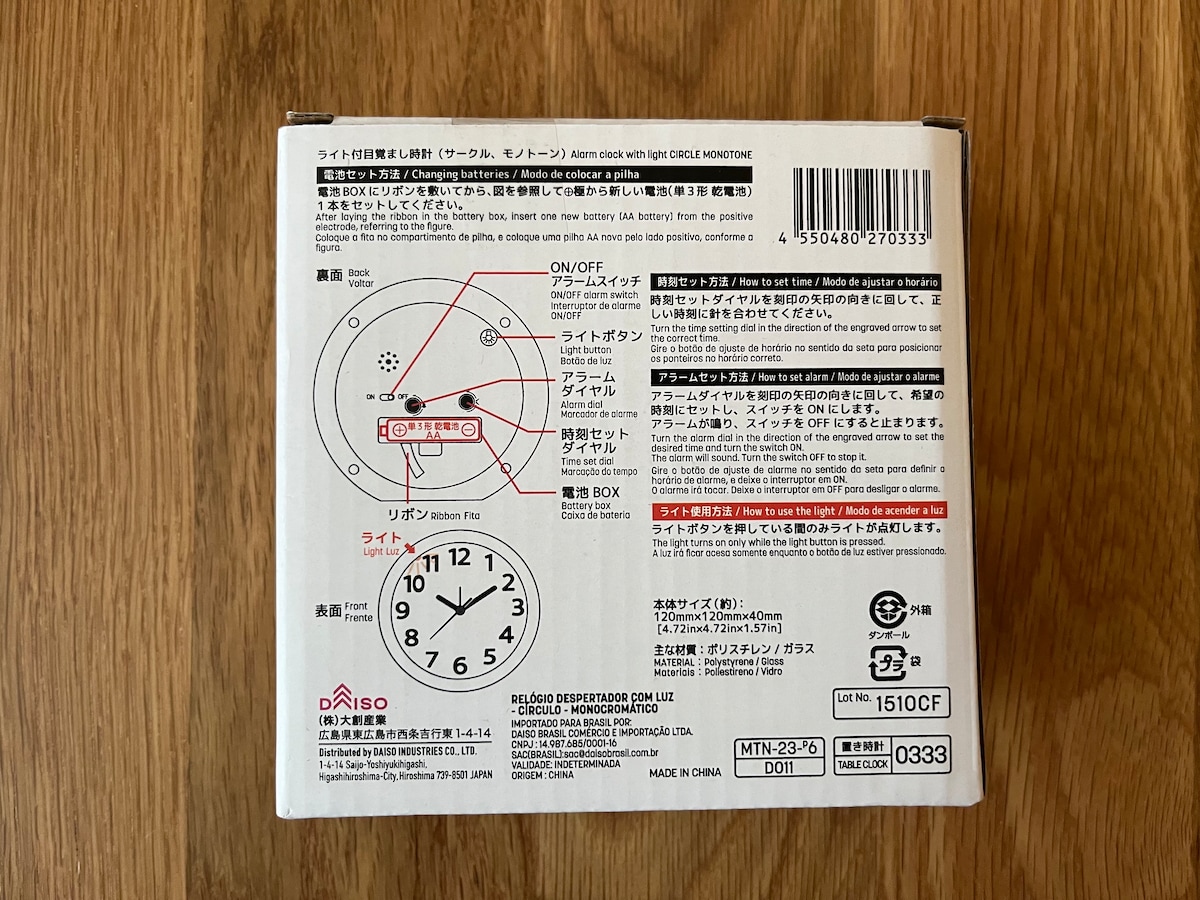 ライト付目覚まし時計（サークル、モノトーン）Alarm clock with light CIRCLE MONOTONE
電池セット方法 / Changing batteries / Modo de colocar a pilha
電池BOXにリボンを敷いてから、図を参照して⊕極から新しい電池（単3形 乾電池）
1本をセットしてください。
After laying the ribbon in the battery box, insert one new battery (AA battery) from the positive
electrode, referring to the figure.
Coloque a fita no compartimento de pilha, e coloque uma pilha AA nova pelo lado positivo, conforme a
figura.
4 550480 270333
裏面 Back
Voltar
ON/OFF
アラームスイッチ
ON/OFF alarm switch
Interruptor de alarme
ON/OFF
ライトボタン
Light button
Botão de luz
アラーム
ダイヤル
Alarm dial
Marcador de alarme
時刻セット
ダイヤル
Time set dial
Marcação do tempo
電池 BOX
Battery box
Caixa de bateria
ON OFF
⊕ 単3形 乾電池 ⊖
AA
リボン Ribbon Fita
時刻セット方法 / How to set time / Modo de ajustar o horário
時刻セットダイヤルを刻印の矢印の向きに回して、正
しい時刻に針を合わせてください。
Turn the time setting dial in the direction of the engraved arrow to set
the correct time.
Gire o botão de ajuste de horário no sentido da seta para posicionar
os ponteiros no horário correto.
アラームセット方法 / How to set alarm / Modo de ajustar o alarme
アラームダイヤルを刻印の矢印の向きに回して、希望の
時刻にセットし、スイッチを ON にします。
アラームが鳴り、スイッチを OFF にすると止まります。
Turn the alarm dial in the direction of the engraved arrow to set the
desired time and turn the switch ON.
The alarm will sound. Turn the switch OFF to stop it.
Gire o botão de ajuste de alarme no sentido da seta para definir o
horário de alarme, e deixe o interruptor em ON.
O alarme irá tocar. Deixe o interruptor em OFF para desligar o alarme.
ライト使用方法 / How to use the light / Modo de acender a luz
ライトボタンを押している間のみライトが点灯します。
The light turns on only while the light button is pressed.
A luz irá ficar acesa somente enquanto o botão de luz estiver pressionado.
ライト
Light Luz
表面 Front
Frente
12 1 2 3 4 5 6 7 8 9 10 11
本体サイズ（約）：
120mm×120mm×40mm
[4.72in×4.72in×1.57in]
主な材質：ポリスチレン / ガラス
MATERIAL : Polystyrene / Glass
Materiais : Poliestireno / Vidro
外箱
ダンボール
プラ 袋
DAISO
（株）大創産業
広島県東広島市西条吉行東 1-4-14
Distributed by DAISO INDUSTRIES CO., LTD.
1-4-14 Saijo-Yoshiyukihigashi,
Higashihiroshima-City, Hiroshima 739-8501 JAPAN
RELÓGIO DESPERTADOR COM LUZ
- CÍRCULO - MONOCROMÁTICO
IMPORTADO PARA BRASIL POR:
DAISO BRASIL COMÉRCIO E IMPORTAÇÃO LTDA.
CNPJ : 14.987.685/0001-16
SAC(BRASIL):sac@daisobrasil.com.br
VALIDADE: INDETERMINADA
ORIGEM : CHINA
MADE IN CHINA
Lot No. 1510CF
MTN-23-P6
D011
置き時計
TABLE CLOCK
0333